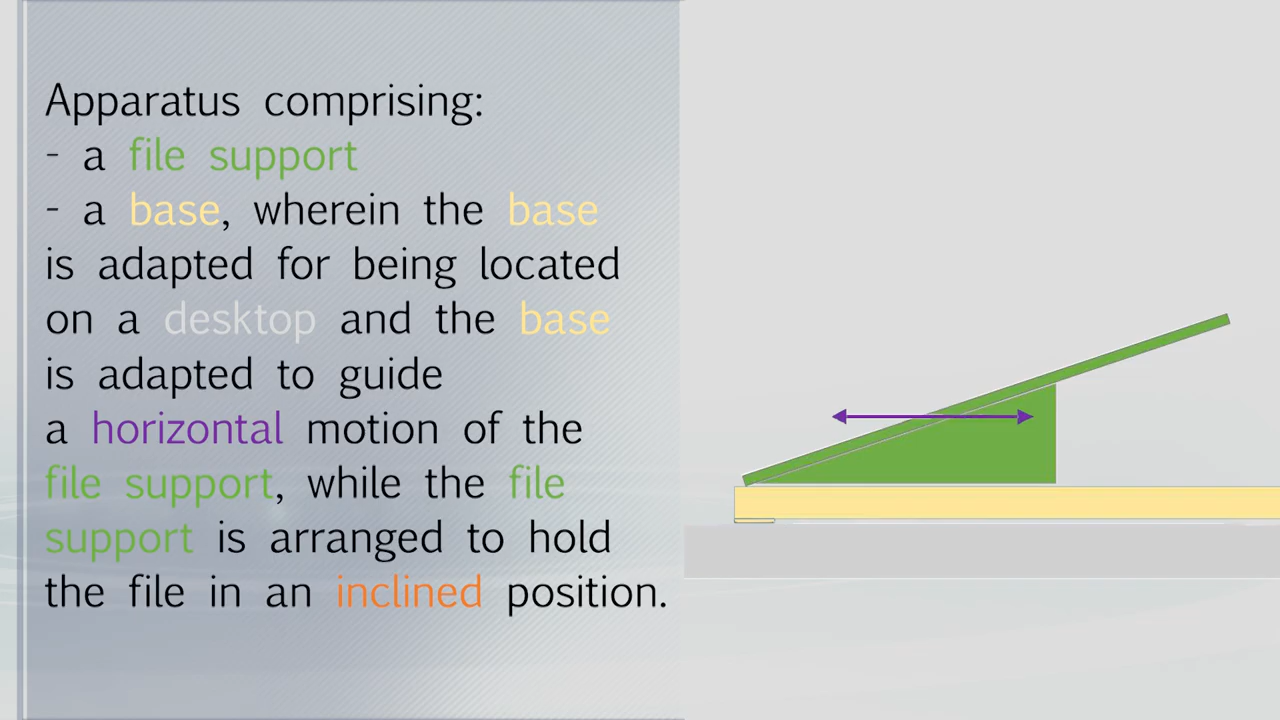 Apparatus comprising:
- a file support
- a base, wherein the base
is adapted for being located
on a desktop and the base
is adapted to guide
a horizontal motion of the
file support, while the file
support is arranged to hold
the file in an inclined position.